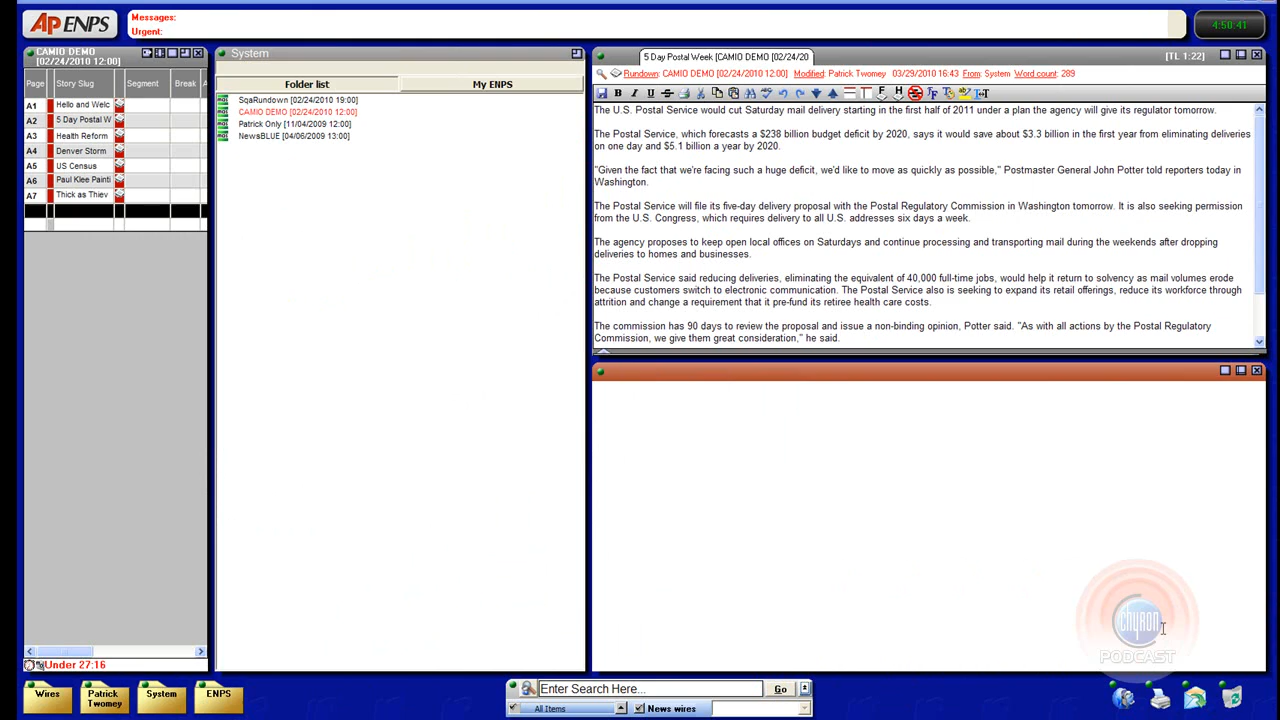 AP ENPS
Messages:
Urgent:
4:50:41
CAMIO DEMO
[02/24/2010 12:00]
Page Story Slug Segment Break A
A1 Hello and Welc
A2 5 Day Postal W
A3 Health Reform
A4 Denver Storm
A5 US Census
A6 Paul Klee Painti
A7 Thick as Thiev
Under 27:16
System
Folder list My ENPS
SqaRundown [02/24/2010 19:00]
CAMIO DEMO [02/24/2010 12:00]
Patrick Only [11/04/2009 12:00]
NewsBLUE [04/06/2009 13:00]
5 Day Postal Week [CAMIO DEMO [02/24/20 [TL 1:22]
Rundown: CAMIO DEMO [02/24/2010 12:00] Modified: Patrick Twomey 03/29/2010 16:43 From: System Word count: 289
The U.S. Postal Service would cut Saturday mail delivery starting in the first half of 2011 under a plan the agency will give its regulator tomorrow.
The Postal Service, which forecasts a $238 billion budget deficit by 2020, says it would save about $3.3 billion in the first year from eliminating deliveries
on one day and $5.1 billion a year by 2020.
"Given the fact that we're facing such a huge deficit, we'd like to move as quickly as possible," Postmaster General John Potter told reporters today in
Washington.
The Postal Service will file its five-day delivery proposal with the Postal Regulatory Commission in Washington tomorrow. It is also seeking permission
from the U.S. Congress, which requires delivery to all U.S. addresses six days a week.
The agency proposes to keep open local offices on Saturdays and continue processing and transporting mail during the weekends after dropping
deliveries to homes and businesses.
The Postal Service said reducing deliveries, eliminating the equivalent of 40,000 full-time jobs, would help it return to solvency as mail volumes erode
because customers switch to electronic communication. The Postal Service also is seeking to expand its retail offerings, reduce its workforce through
attrition and change a requirement that it pre-fund its retiree health care costs.
The commission has 90 days to review the proposal and issue a non-binding opinion, Potter said. "As with all actions by the Postal Regulatory
Commission, we give them great consideration," he said.
chyron
PODCAST
Wires
Patrick Twomey
System
ENPS
Enter Search Here... Go
All Items News wires